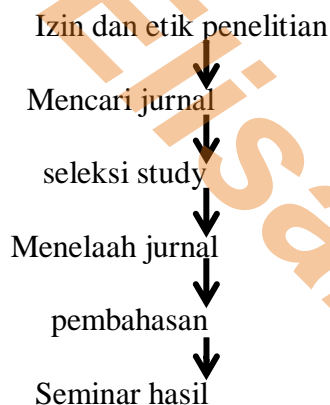 Izin dan etik penelitian
Mencari jurnal
seleksi study
Menelaah jurnal
pembahasan
Seminar hasil